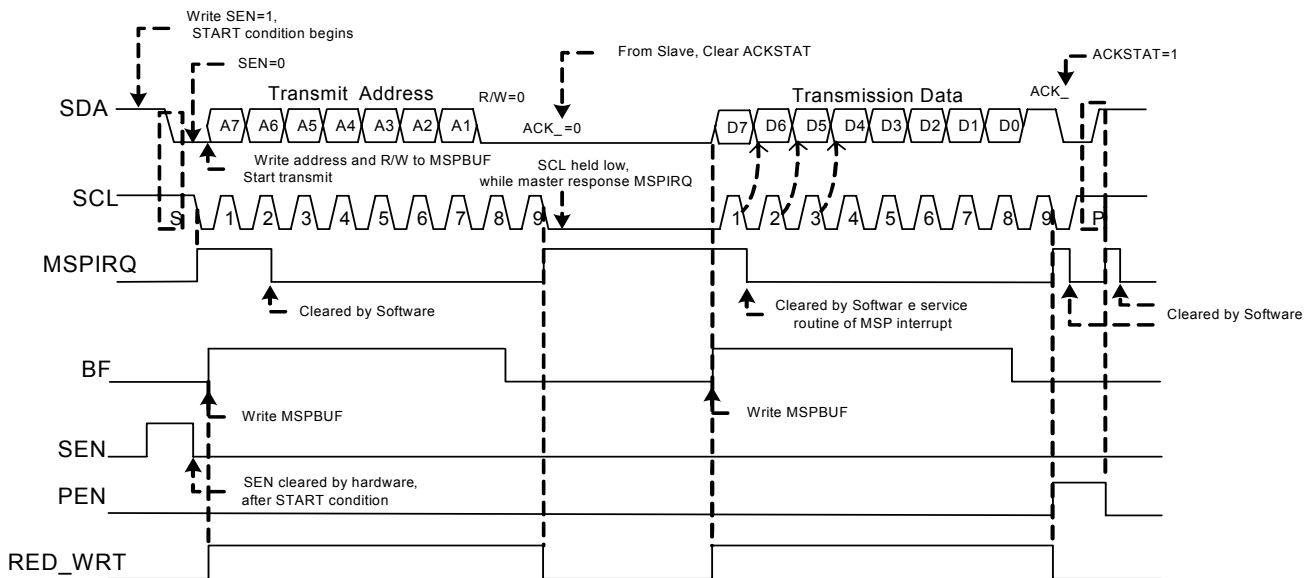 Write SEN=1,
START condition begins
SEN=0
From Slave, Clear ACKSTAT
ACKSTAT=1
SDA
Transmit Address
R/W=0
ACK_=0
Transmission Data
ACK_
A7 A6 A5 A4 A3 A2 A1
D7 D6 D5 D4 D3 D2 D1 D0
Write address and R/W to MSPBUF
Start transmit
SCL held low,
while master response MSPIRQ
SCL
S 1 2 3 4 5 6 7 8 9 1 2 3 4 5 6 7 8 9 P
MSPIRQ
Cleared by Software
Cleared by Softwar e service
routine of MSP interrupt
Cleared by Software
BF
Write MSPBUF
Write MSPBUF
SEN
SEN cleared by hardware,
after START condition
PEN
RED_WRT